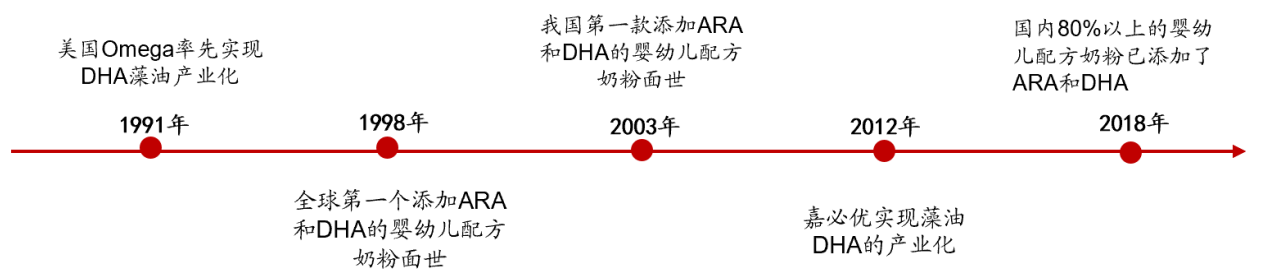 美国Omega率先实现
DHA藻油产业化
1991年
1998年
全球第一个添加ARA
和DHA的婴幼儿配方
奶粉面世
我国第一款添加ARA
和DHA的婴幼儿配方
奶粉面世
2003年
2012年
嘉必优实现藻油
DHA的产业化
国内80%以上的婴幼
儿配方奶粉已添加了
ARA和DHA
2018年